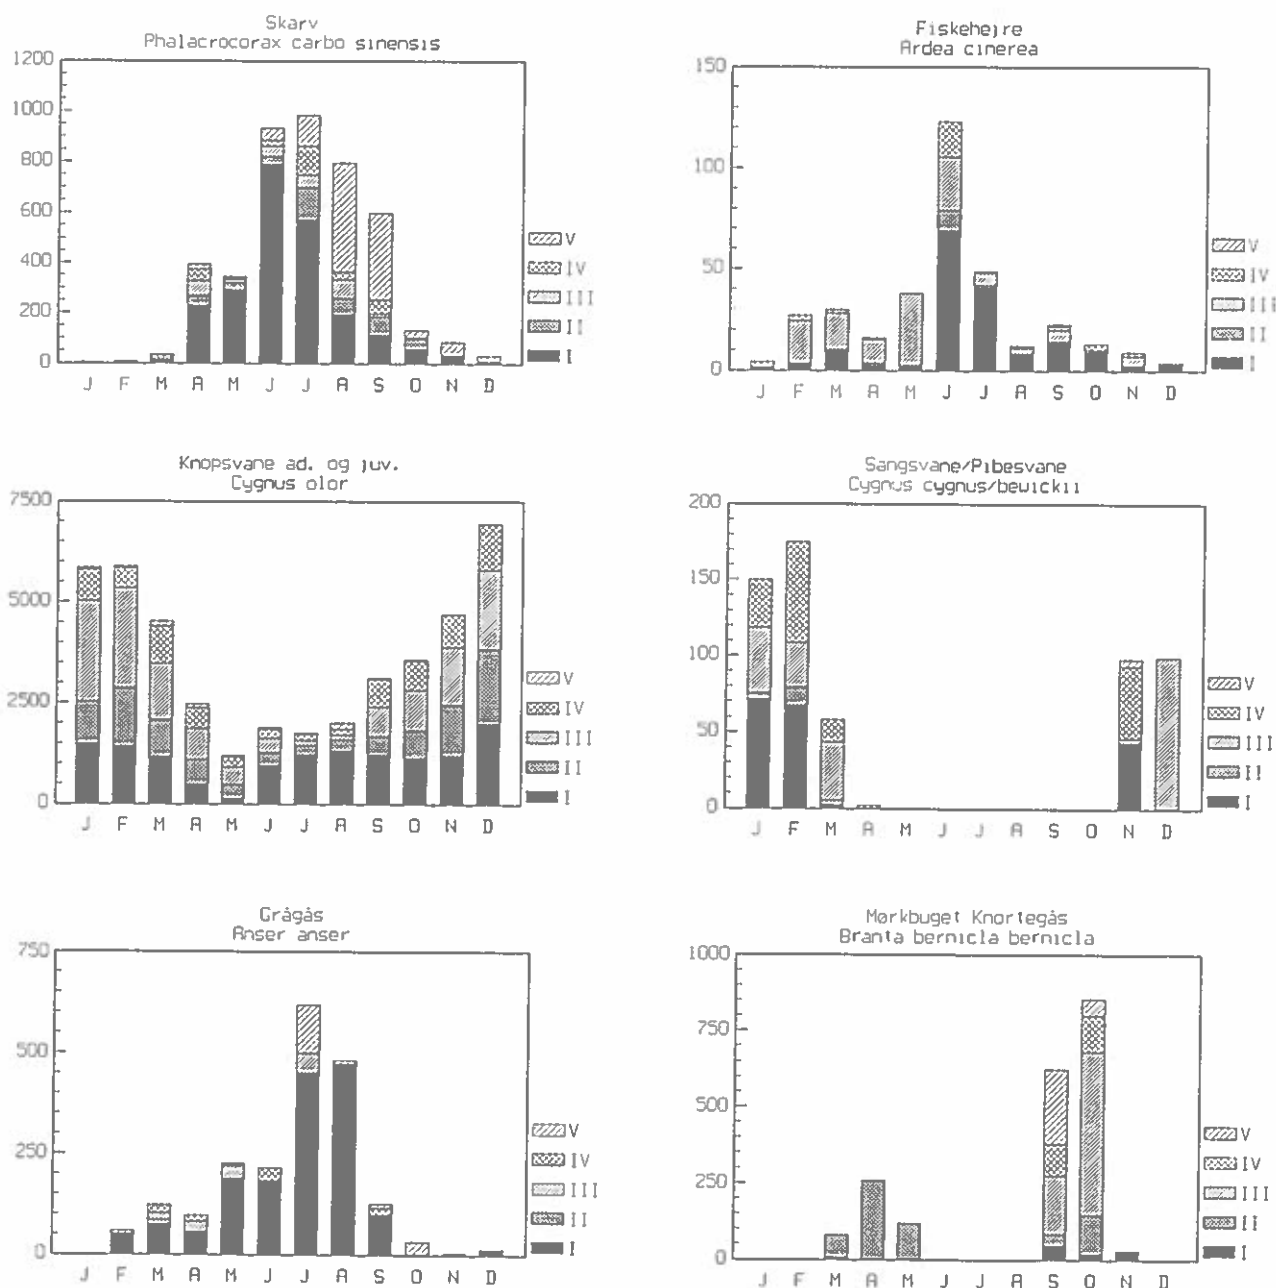 Skarv
Phalacrocorax carbo sinensis
1200
1000
800
600
400
200
0
V
IV
III
II
I
J F M A M J J A S O N D
Fiskehejre
Ardea cinerea
150
100
50
0
V
IV
III
II
I
J F M A M J J A S O N D
Knopsvane ad. og juv.
Cygnus olor
7500
5000
2500
0
V
IV
III
II
I
J F M A M J J A S O N D
Sangsvane/Pibesvane
Cygnus cygnus/bewickii
200
150
100
50
0
V
IV
III
II
I
J F M A M J J A S O N D
Grågås
Anser anser
750
500
250
0
V
IV
III
II
I
J F M A M J J A S O N D
Mørkbuget Knortegås
Branta bernicla bernicla
1000
750
500
250
0
V
IV
III
II
I
J F M A M J J A S O N D